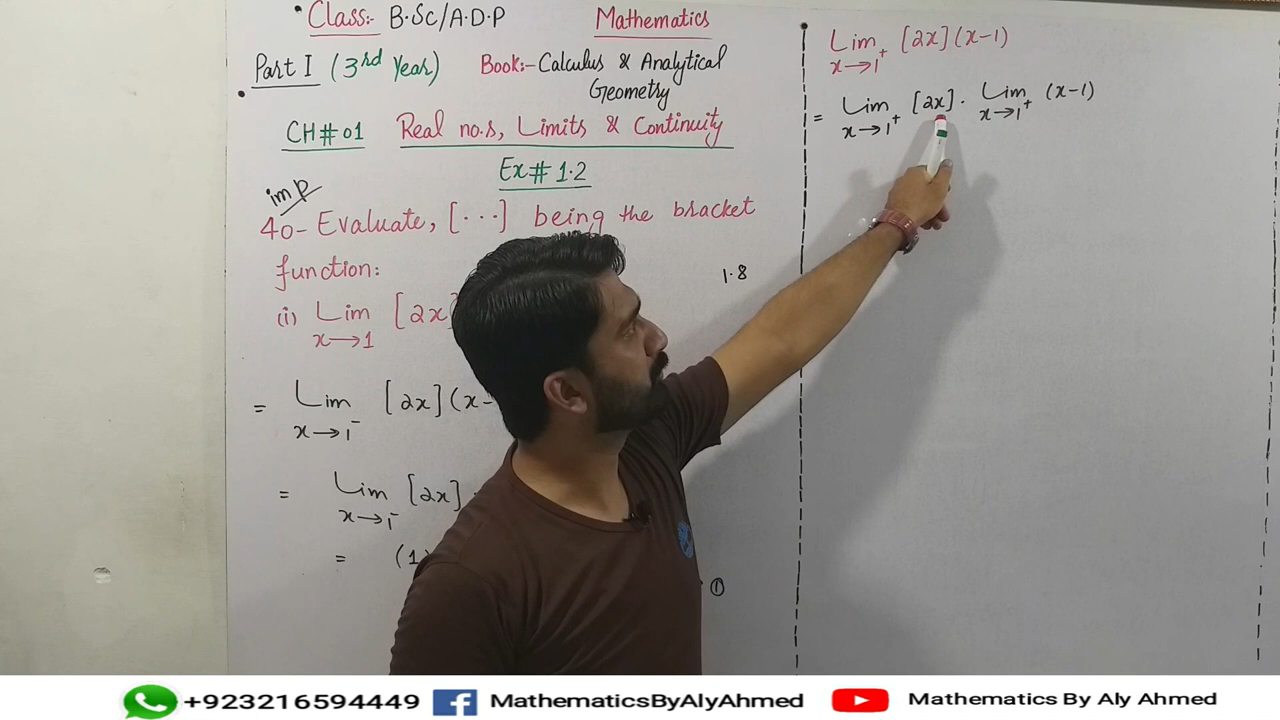 Class:- B.Sc/A.D.P Mathematics
Part I (3rd Year) Book:- Calculus & Analytical
Geometry
CH# 01 Real no.s, Limits & Continuity
Ex# 1.2
imp
40- Evaluate, [...] being the bracket
function:
(i) Lim [2x]
x→1
1.8
= Lim [2x](x-
x→1⁻
= Lim [2x]
x→1⁻
= (1)
①
Lim [2x](x-1)
x→1⁺
= Lim [2x] · Lim (x-1)
x→1⁺ x→1⁺
+923216594449 MathematicsByAlyAhmed Mathematics By Aly Ahmed